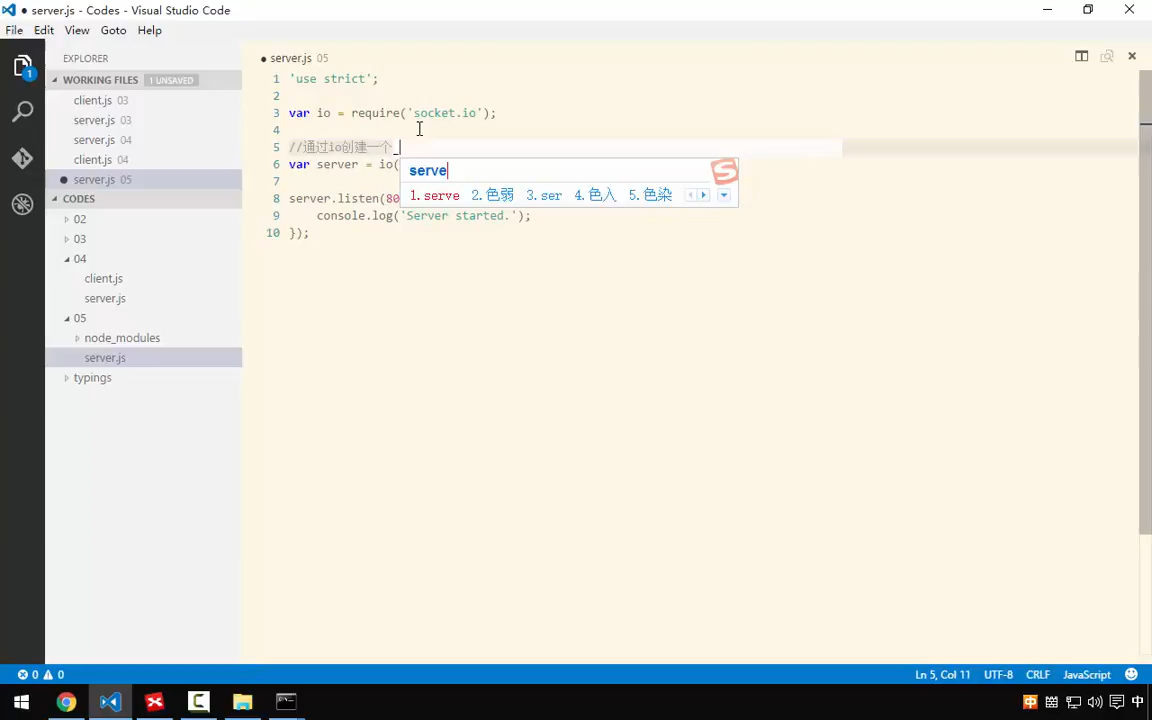 server.js - Codes - Visual Studio Code
File Edit View Goto Help
EXPLORER
WORKING FILES 1 UNSAVED
client.js 03
server.js 03
server.js 04
client.js 04
server.js 05
CODES
02
03
04
client.js
server.js
05
node_modules
server.js
typings
server.js 05
1 'use strict';
2
3 var io = require('socket.io');
4
5 //通过io创建一个
6 var server = io(
7
8 server.listen(80
9 console.log('Server started.');
10 });
serve
1.serve 2.色弱 3.ser 4.色入 5.色染
0 0
Ln 5, Col 11 UTF-8 CRLF JavaScript
中 中